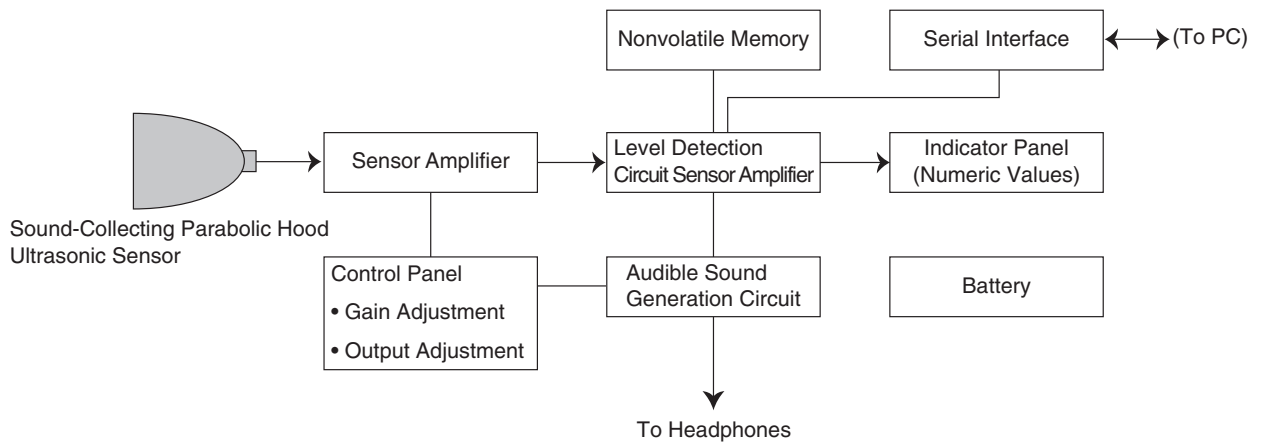 Nonvolatile Memory
Serial Interface
(To PC)
Sensor Amplifier
Level Detection
Circuit Sensor Amplifier
Indicator Panel
(Numeric Values)
Sound-Collecting Parabolic Hood
Ultrasonic Sensor
Control Panel
• Gain Adjustment
• Output Adjustment
Audible Sound
Generation Circuit
Battery
To Headphones